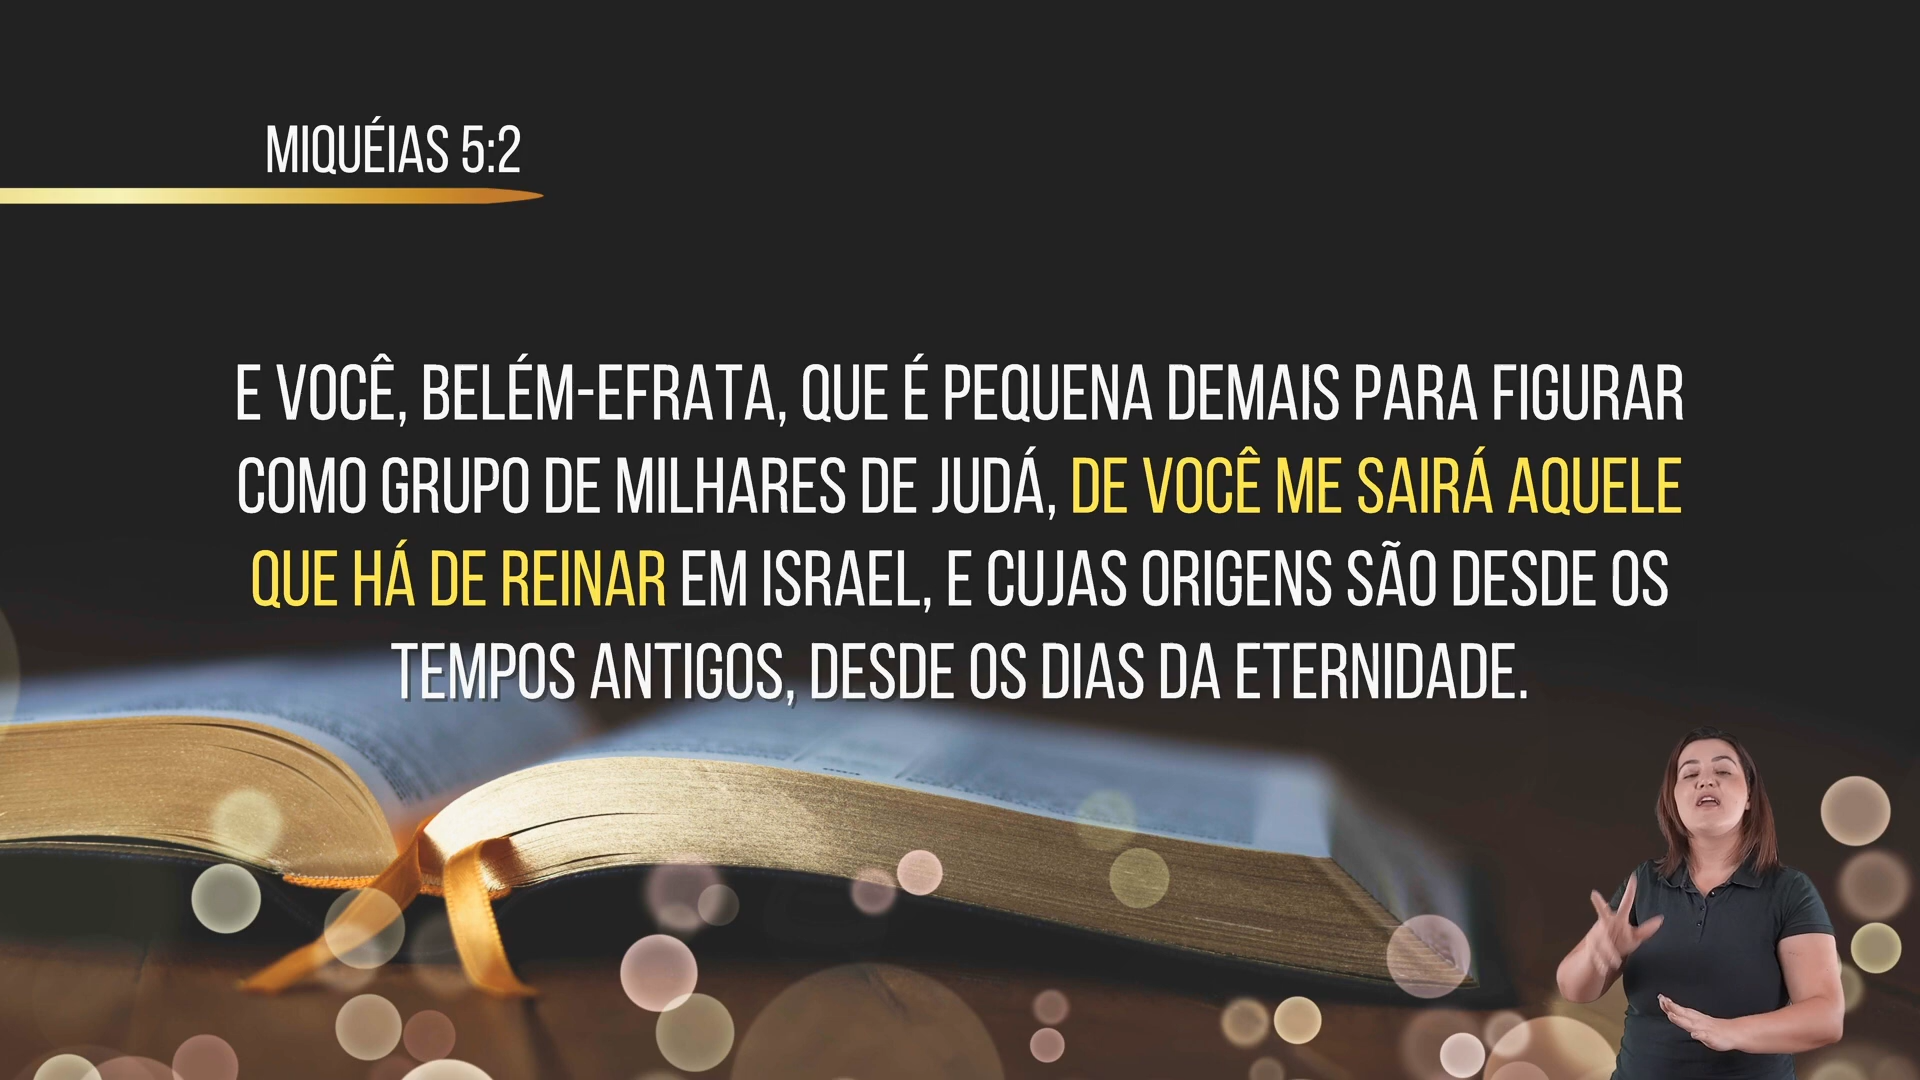 MIQUÉIAS 5:2
E VOCÊ, BELÉM-EFRATA, QUE É PEQUENA DEMAIS PARA FIGURAR
COMO GRUPO DE MILHARES DE JUDÁ, DE VOCÊ ME SAIRÁ AQUELE
QUE HÁ DE REINAR EM ISRAEL, E CUJAS ORIGENS SÃO DESDE OS
TEMPOS ANTIGOS, DESDE OS DIAS DA ETERNIDADE.